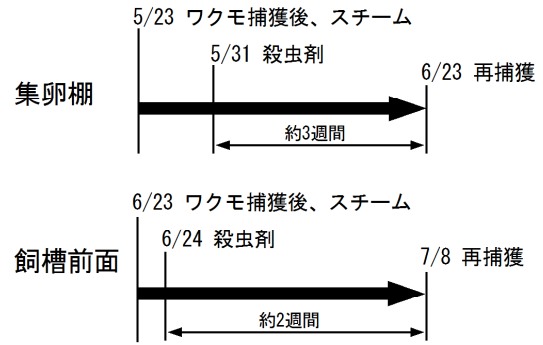 5/23 ワクモ捕獲後、スチーム
5/31 殺虫剤
6/23 再捕獲
集卵棚
約3週間
6/23 ワクモ捕獲後、スチーム
6/24 殺虫剤
7/8 再捕獲
飼槽前面
約2週間